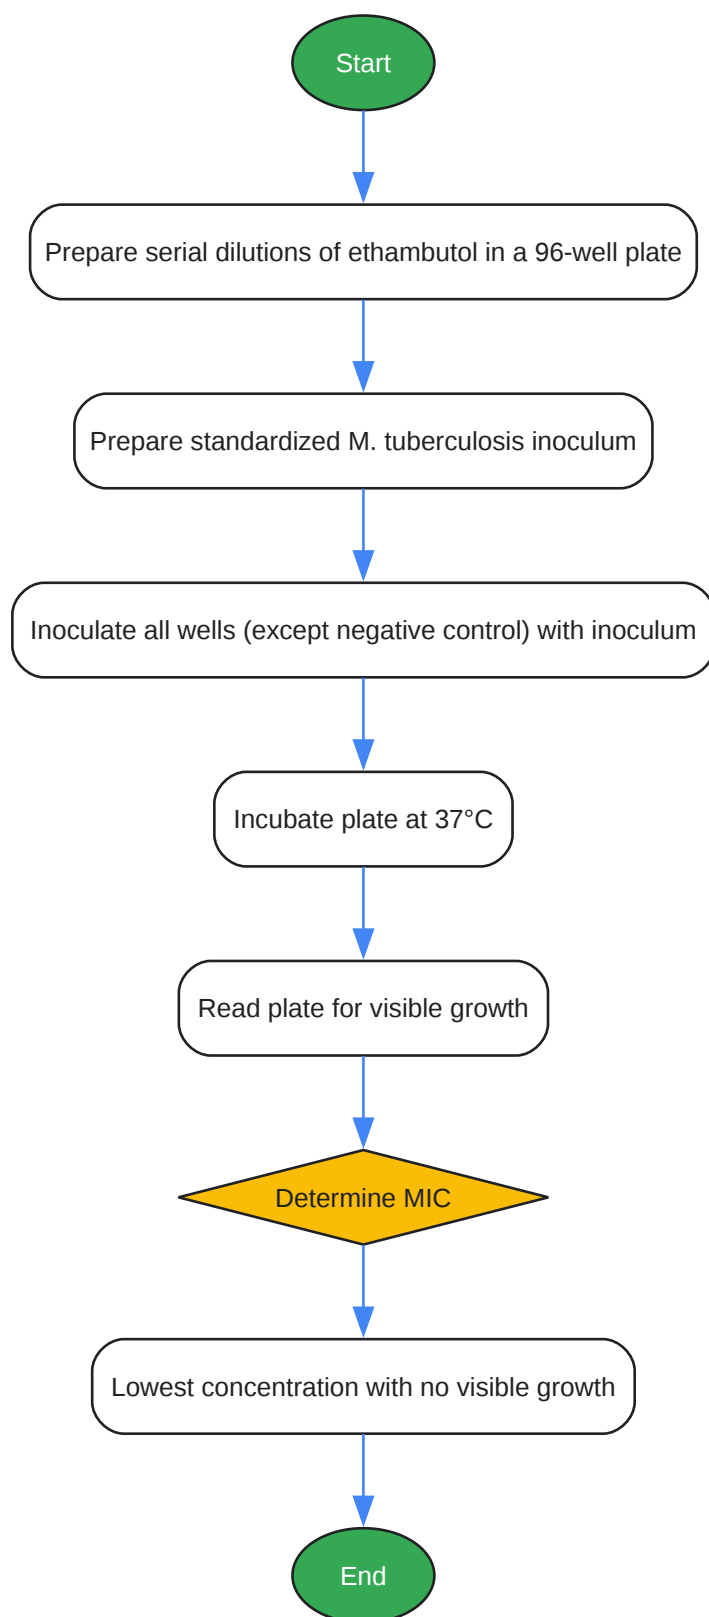 Start
Prepare serial dilutions of ethambutol in a 96-well plate
Prepare standardized M. tuberculosis inoculum
Inoculate all wells (except negative control) with inoculum
Incubate plate at 37°C
Read plate for visible growth
Determine MIC
Lowest concentration with no visible growth
End